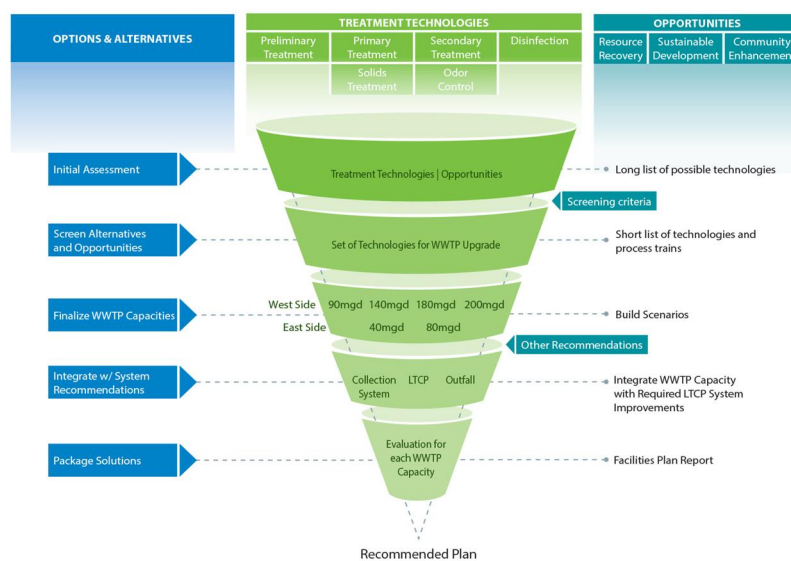 OPTIONS & ALTERNATIVES
TREATMENT TECHNOLOGIES
Preliminary
Treatment
Primary
Treatment
Secondary
Treatment
Disinfection
Solids
Treatment
Odor
Control
OPPORTUNITIES
Resource
Recovery
Sustainable
Development
Community
Enhancement
Initial Assessment
Treatment Technologies | Opportunities
Long list of possible technologies
Screening criteria
Screen Alternatives
and Opportunities
Set of Technologies for WWTP Upgrade
Short list of technologies and
process trains
Finalize WWTP Capacities
West Side 90mgd 140mgd 180mgd 200mgd
East Side 40mgd 80mgd
Build Scenarios
Other Recommendations
Integrate w/ System
Recommendations
Collection
System
LTCP
Outfall
Integrate WWTP Capacity
with Required LTCP System
Improvements
Package Solutions
Evaluation for
each WWTP
Capacity
Facilities Plan Report
Recommended Plan